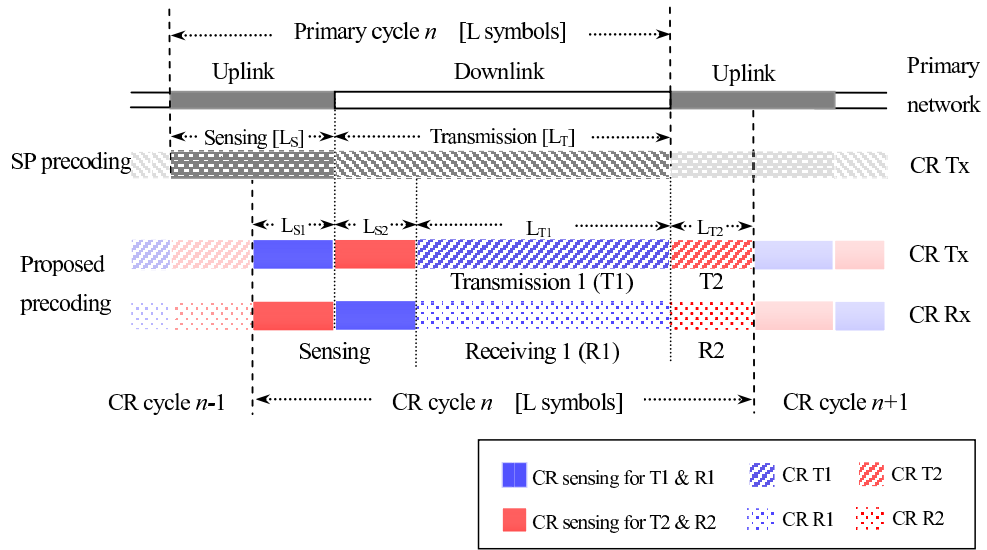 Primary cycle n [L symbols]
Uplink
Downlink
Uplink
Primary network
Sensing [LS]
Transmission [LT]
SP precoding
CR Tx
LS1
LS2
LT1
LT2
Proposed precoding
CR Tx
Transmission 1 (T1)
T2
CR Rx
Sensing
Receiving 1 (R1)
R2
CR cycle n-1
CR cycle n [L symbols]
CR cycle n+1
CR sensing for T1 & R1
CR T1
CR T2
CR sensing for T2 & R2
CR R1
CR R2